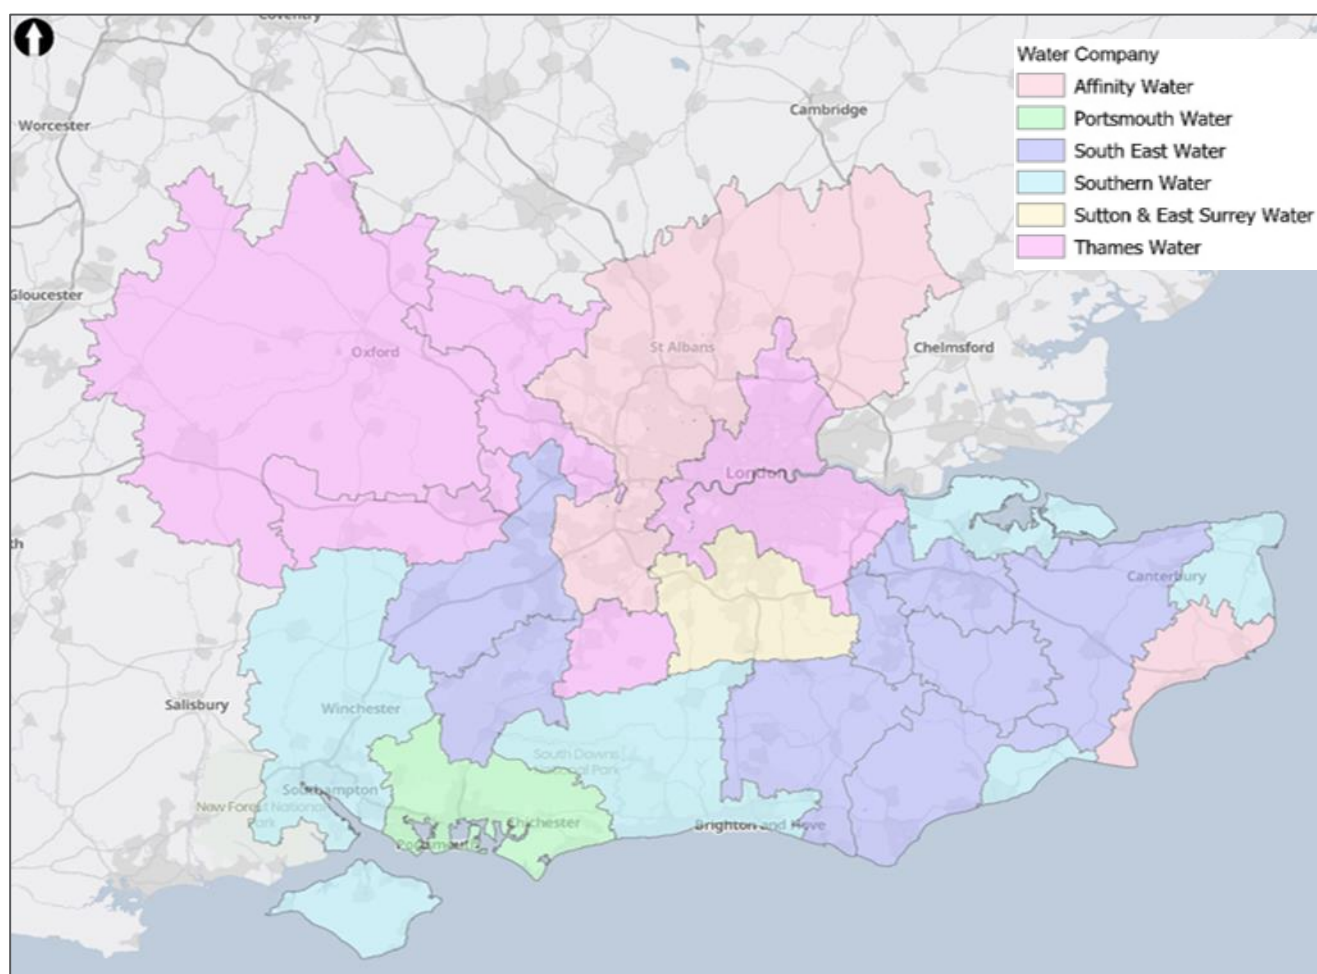 Coventry
Water Company
Affinity Water
Portsmouth Water
South East Water
Southern Water
Sutton & East Surrey Water
Thames Water
Cambridge
Worcester
Gloucester
Oxford
St Albans
Chelmsford
London
th
Canterbury
Salisbury
Winchester
South Downs
National Park
Southampton
New Forest National
Park
Chichester
Brighton and Hove
Portsmouth